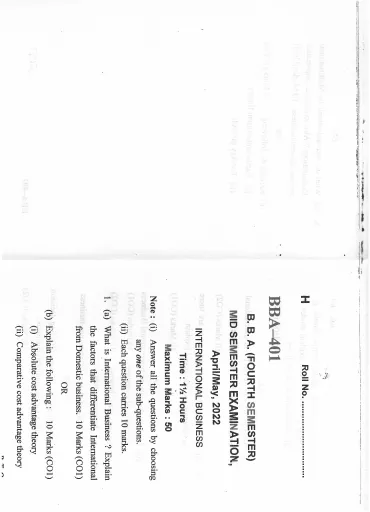 H
Roll No. ..............................
BBA–401
B. B. A. (FOURTH SEMESTER)
MID SEMESTER EXAMINATION,
April/May, 2022
INTERNATIONAL BUSINESS
Time : 1½ Hours
Maximum Marks : 50
Note : (i) Answer all the questions by choosing
any one of the sub-questions.
(ii) Each question carries 10 marks.
1. (a) What is International Business ? Explain
the factors that differentiate International
from Domestic business. 10 Marks (CO1)
OR
(b) Explain the following : 10 Marks (CO1)
(i) Absolute cost advantage theory
(ii) Comparative cost advantage theory